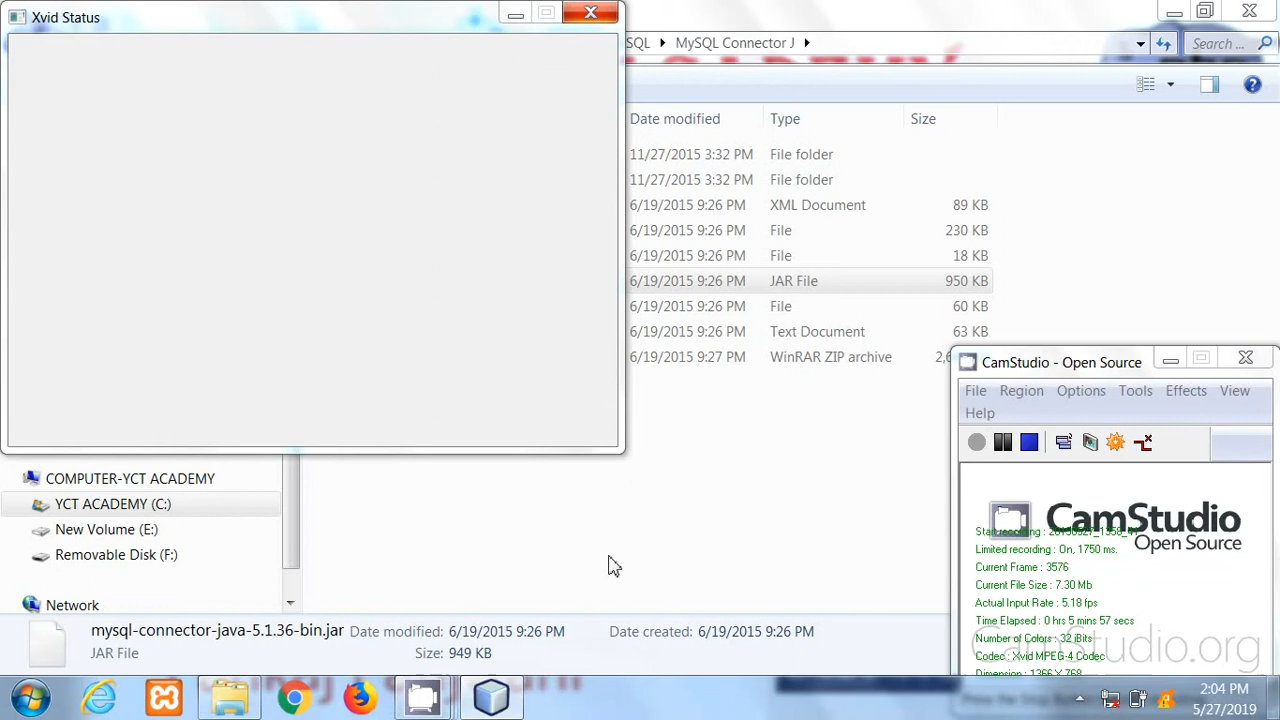 Xvid Status
SQL ▸ MySQL Connector J ▸
Search ...
Date modified Type Size
11/27/2015 3:32 PM File folder
11/27/2015 3:32 PM File folder
6/19/2015 9:26 PM XML Document 89 KB
6/19/2015 9:26 PM File 230 KB
6/19/2015 9:26 PM File 18 KB
6/19/2015 9:26 PM JAR File 950 KB
6/19/2015 9:26 PM File 60 KB
6/19/2015 9:26 PM Text Document 63 KB
6/19/2015 9:27 PM WinRAR ZIP archive
CamStudio - Open Source
File Region Options Tools Effects View
Help
CamStudio
Open Source
Start recording :
Limited recording : On, 1750 ms.
Current Frame : 3576
Current File Size : 7.30 Mb
Actual Input Rate : 5.18 fps
Time Elapsed : 0 hrs 5 mins 57 secs
Number of Colors : 32 Bits
Codec : Xvid MPEG-4 Codec
Dimension : 1366 X 768
CamStudio.org
COMPUTER-YCT ACADEMY
YCT ACADEMY (C:)
New Volume (E:)
Removable Disk (F:)
Network
mysql-connector-java-5.1.36-bin.jar Date modified: 6/19/2015 9:26 PM Date created: 6/19/2015 9:26 PM
JAR File Size: 949 KB
2:04 PM
5/27/2019